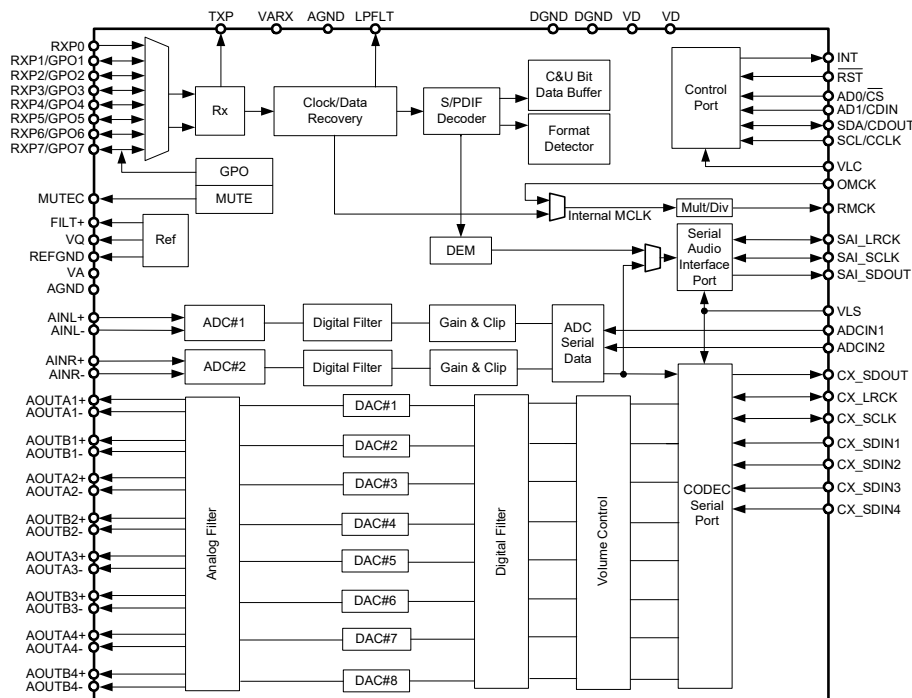 TXP VARX AGND LPFLT DGND DGND VD VD
RXP0
RXP1/GPO1
RXP2/GPO2
RXP3/GPO3
RXP4/GPO4
RXP5/GPO5
RXP6/GPO6
RXP7/GPO7
MUTEC
FILT+
VQ
REFGND
VA
AGND
AINL+
AINL-
AINR+
AINR-
AOUTA1+
AOUTA1-
AOUTB1+
AOUTB1-
AOUTA2+
AOUTA2-
AOUTB2+
AOUTB2-
AOUTA3+
AOUTA3-
AOUTB3+
AOUTB3-
AOUTA4+
AOUTA4-
AOUTB4+
AOUTB4-
Rx
Clock/Data
Recovery
S/PDIF
Decoder
C&U Bit
Data Buffer
Format
Detector
Control
Port
GPO
MUTE
Ref
Internal MCLK
Mult/Div
DEM
Serial
Audio
Interface
Port
ADC#1
Digital Filter
Gain & Clip
ADC#2
Digital Filter
Gain & Clip
ADC
Serial
Data
Analog Filter
DAC#1
DAC#2
DAC#3
DAC#4
DAC#5
DAC#6
DAC#7
DAC#8
Digital Filter
Volume Control
CODEC
Serial
Port
INT
RST
AD0/CS
AD1/CDIN
SDA/CDOUT
SCL/CCLK
VLC
OMCK
RMCK
SAI_LRCK
SAI_SCLK
SAI_SDOUT
VLS
ADCIN1
ADCIN2
CX_SDOUT
CX_LRCK
CX_SCLK
CX_SDIN1
CX_SDIN2
CX_SDIN3
CX_SDIN4